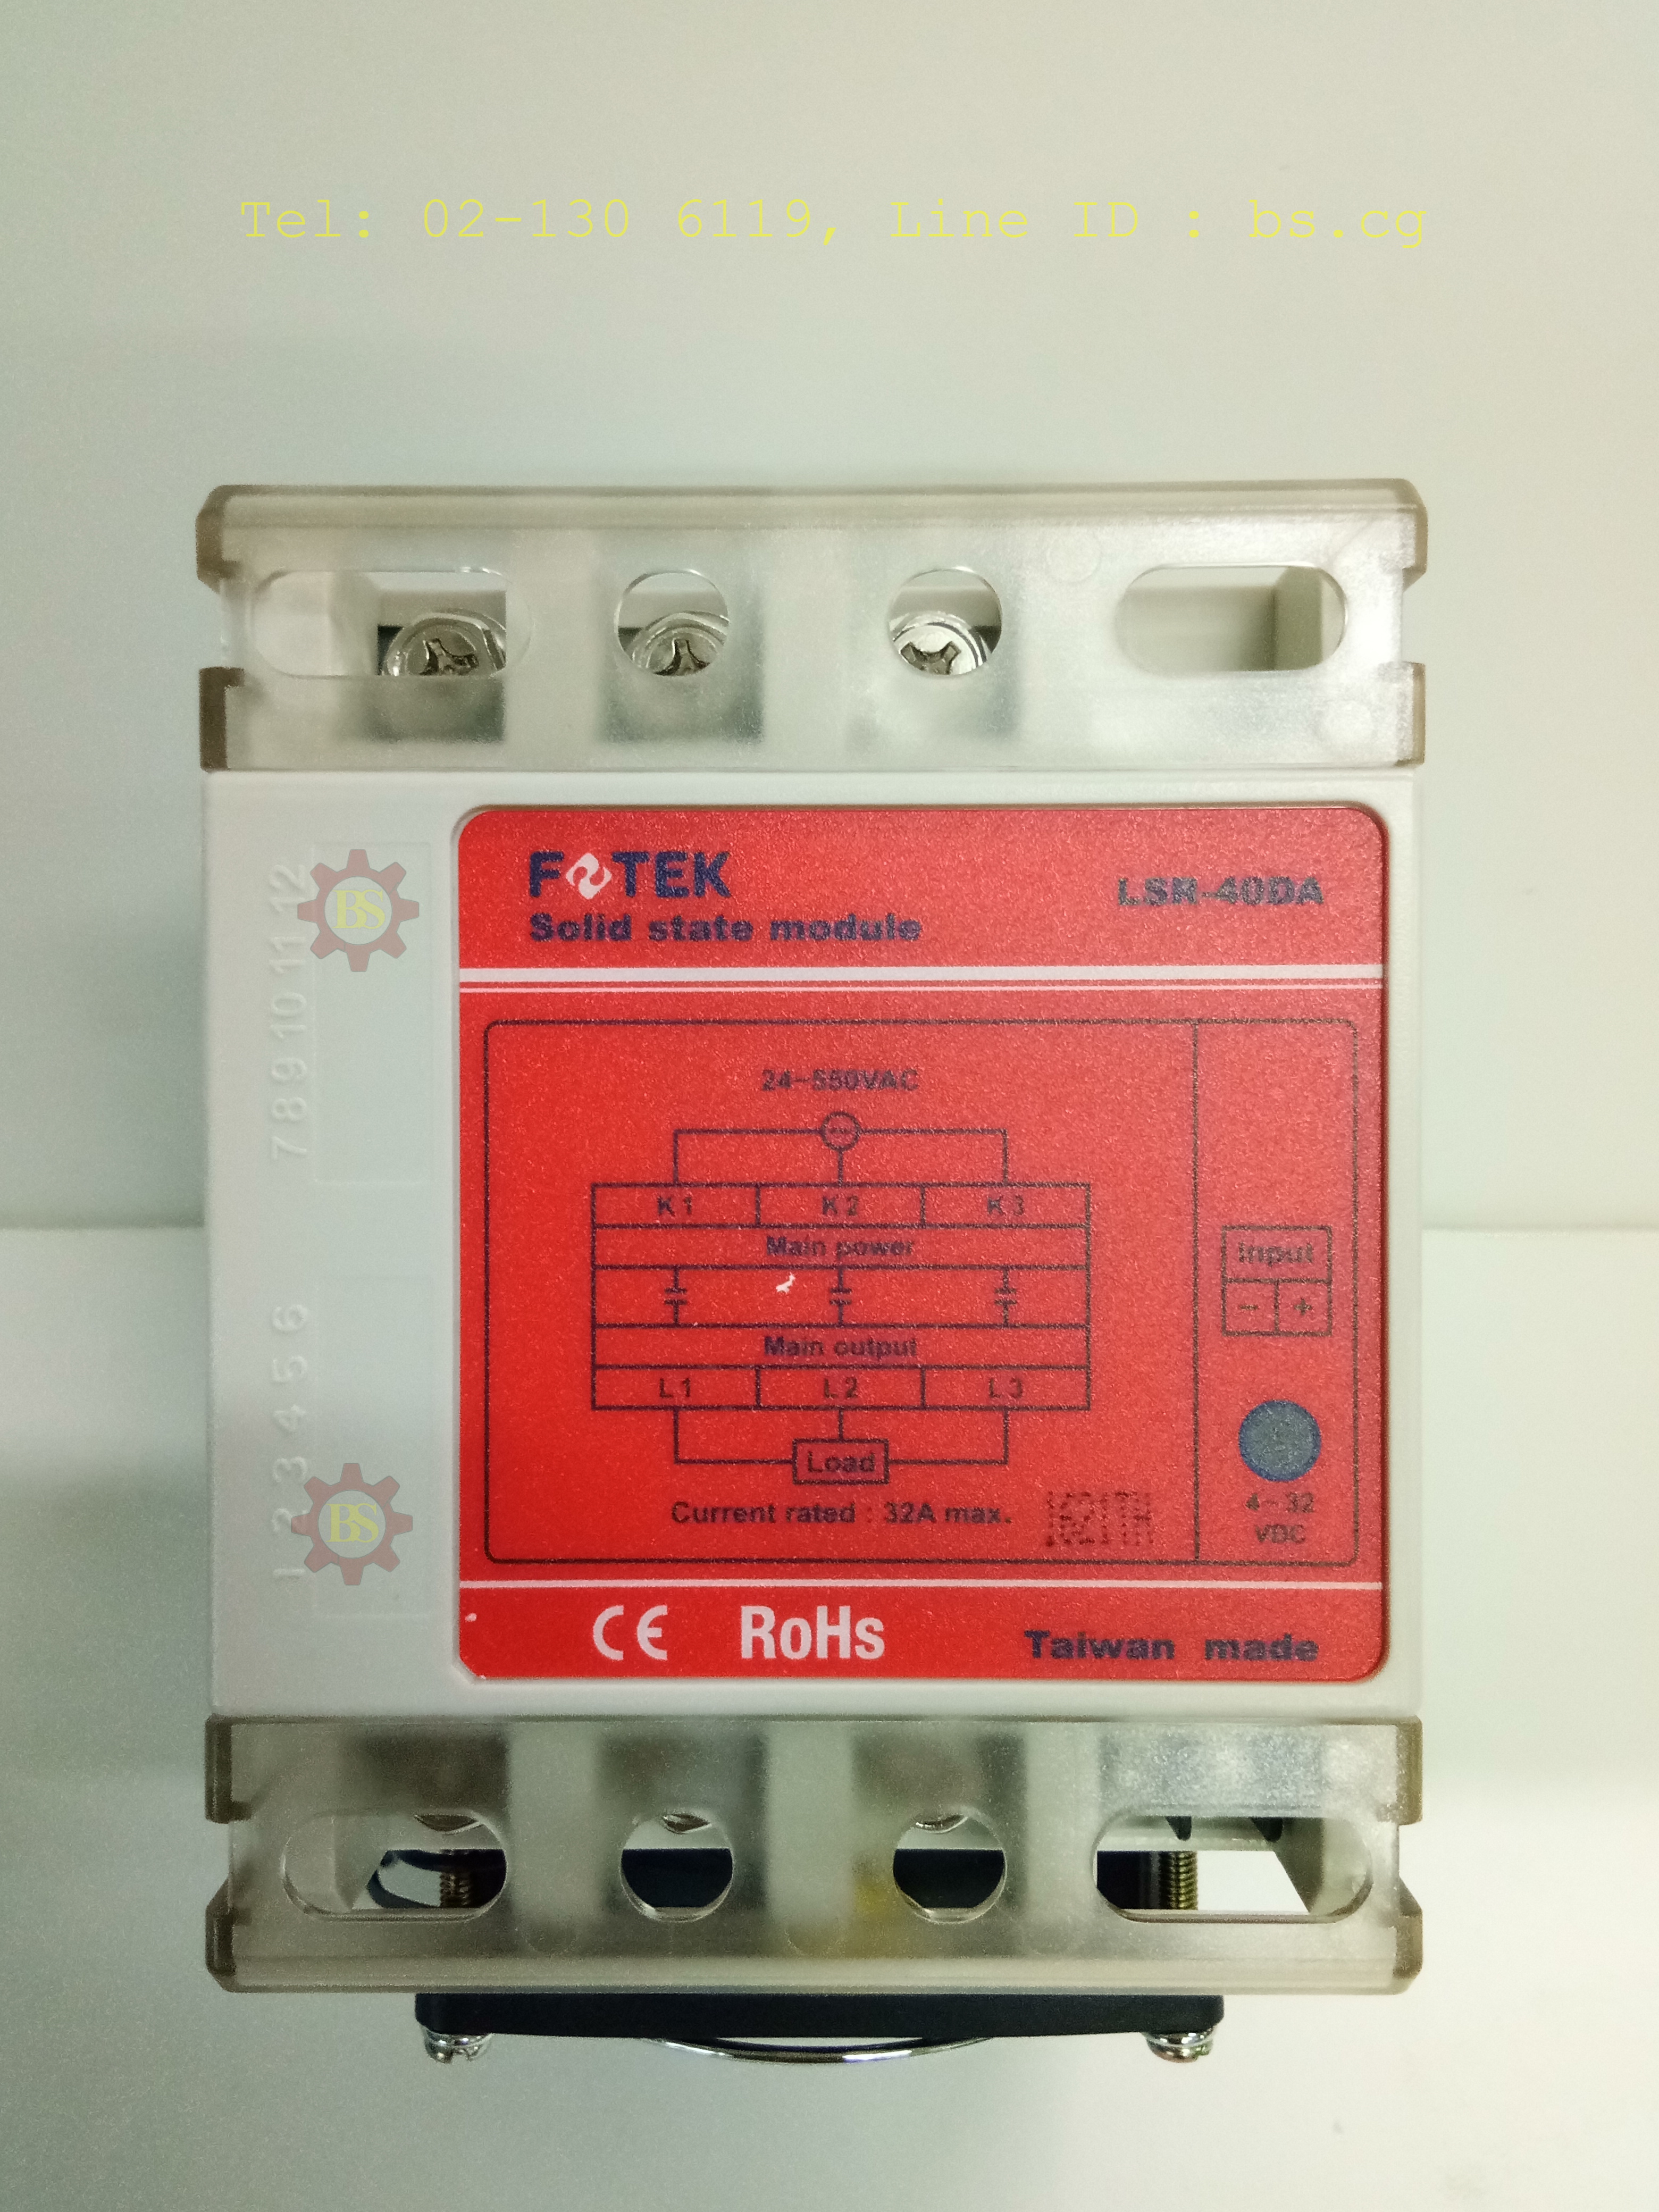 Tel: 02-130 6119, Line ID : bs.cg
FOTEK
LSR-40DA
Solid state module
12
11
10
9
8
7
BS
24~550VAC
K1 K2 K3
Main power
Main output
L1 L2 L3
Load
Current rated : 32A max.
Input
- +
4~32
VDC
6
5
4
3
2
1
BS
CE RoHs
Taiwan made